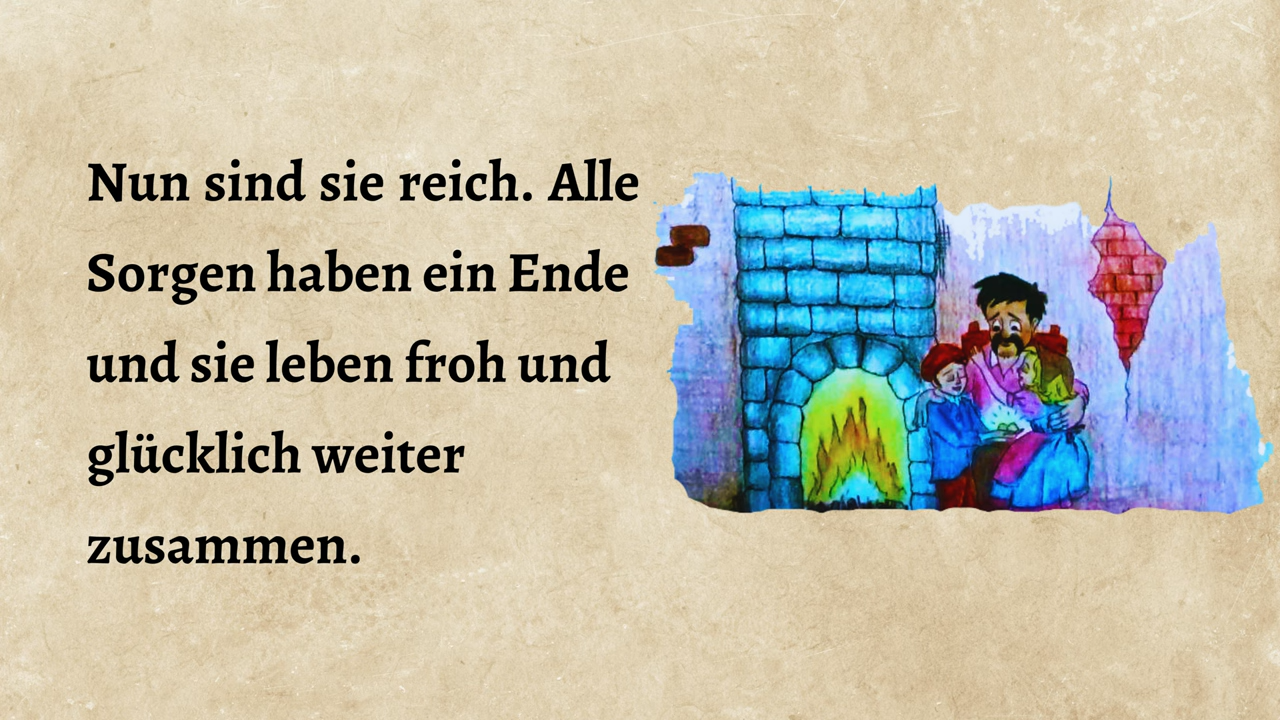 Nun sind sie reich. Alle
Sorgen haben ein Ende
und sie leben froh und
glücklich weiter
zusammen.